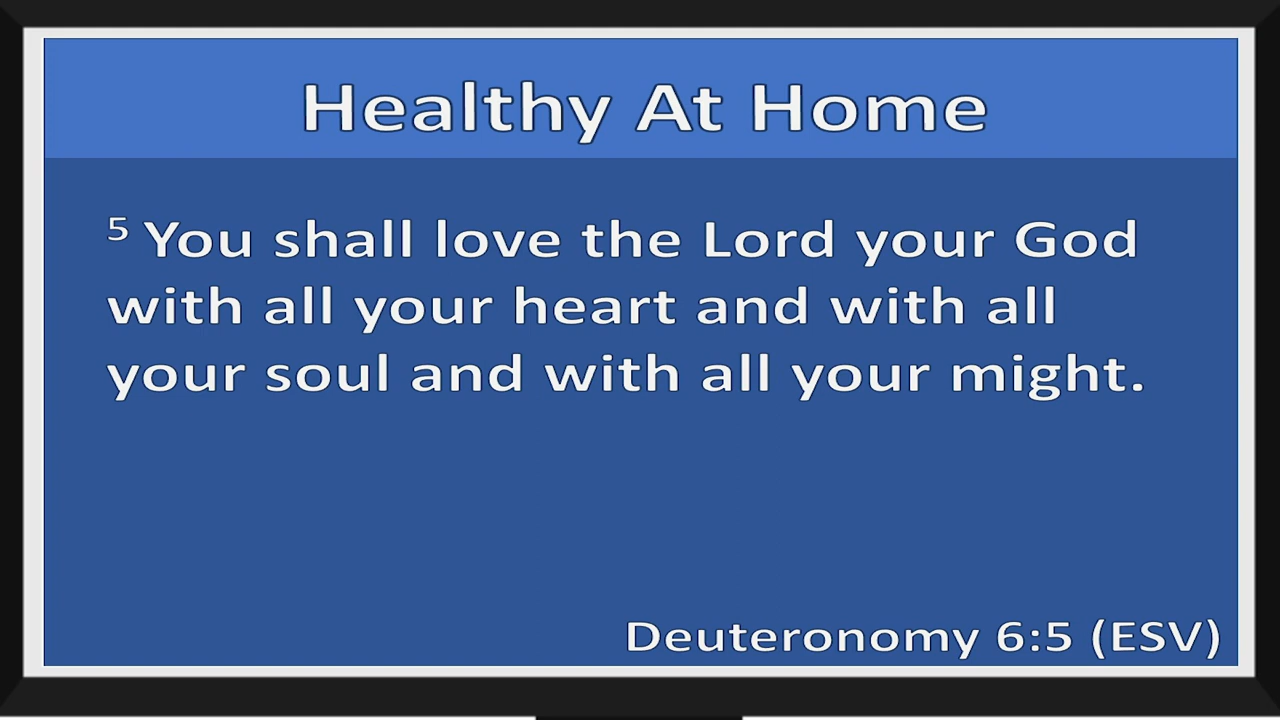 Healthy At Home
5 You shall love the Lord your God
with all your heart and with all
your soul and with all your might.
Deuteronomy 6:5 (ESV)